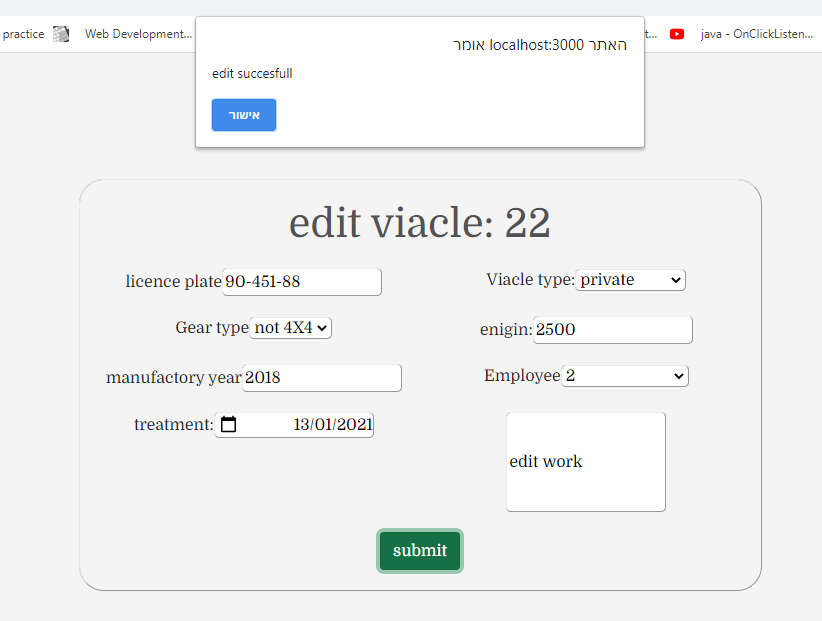 practice
Web Development...
t...
java - OnClickListen...
האתר localhost:3000 אומר
edit succesfull
אישור
edit viacle: 22
licence plate 90-451-88
Viacle type: private
Gear type not 4X4
enigin: 2500
manufactory year 2018
Employee 2
treatment: 13/01/2021
edit work
submit